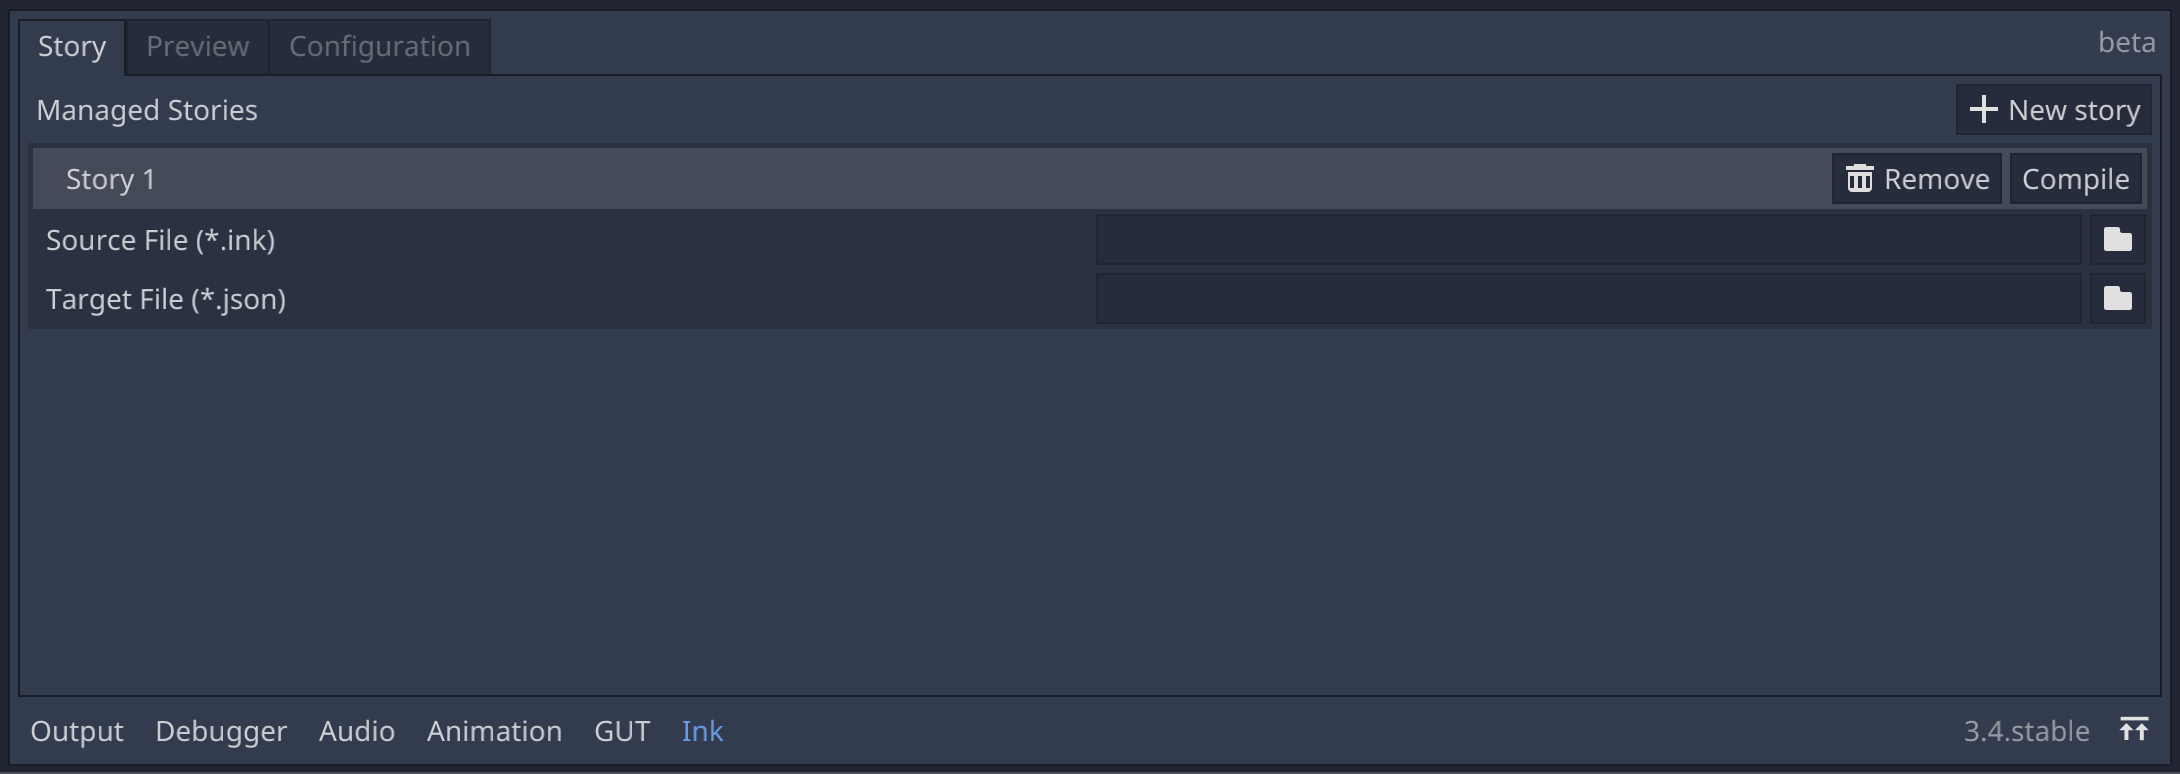 Story Preview Configuration beta
Managed Stories New story
Story 1 Remove Compile
Source File (*.ink)
Target File (*.json)
Output Debugger Audio Animation GUT Ink 3.4.stable